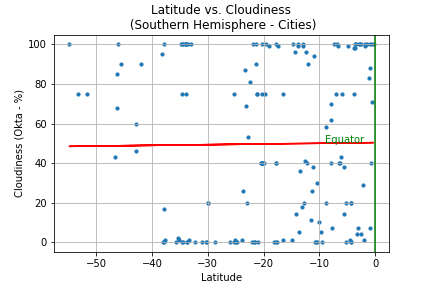 Latitude vs. Cloudiness
(Southern Hemisphere - Cities)
100
80
60
40
20
0
Cloudiness (Okta - %)
Equator
−50
−40
−30
−20
−10
0
Latitude